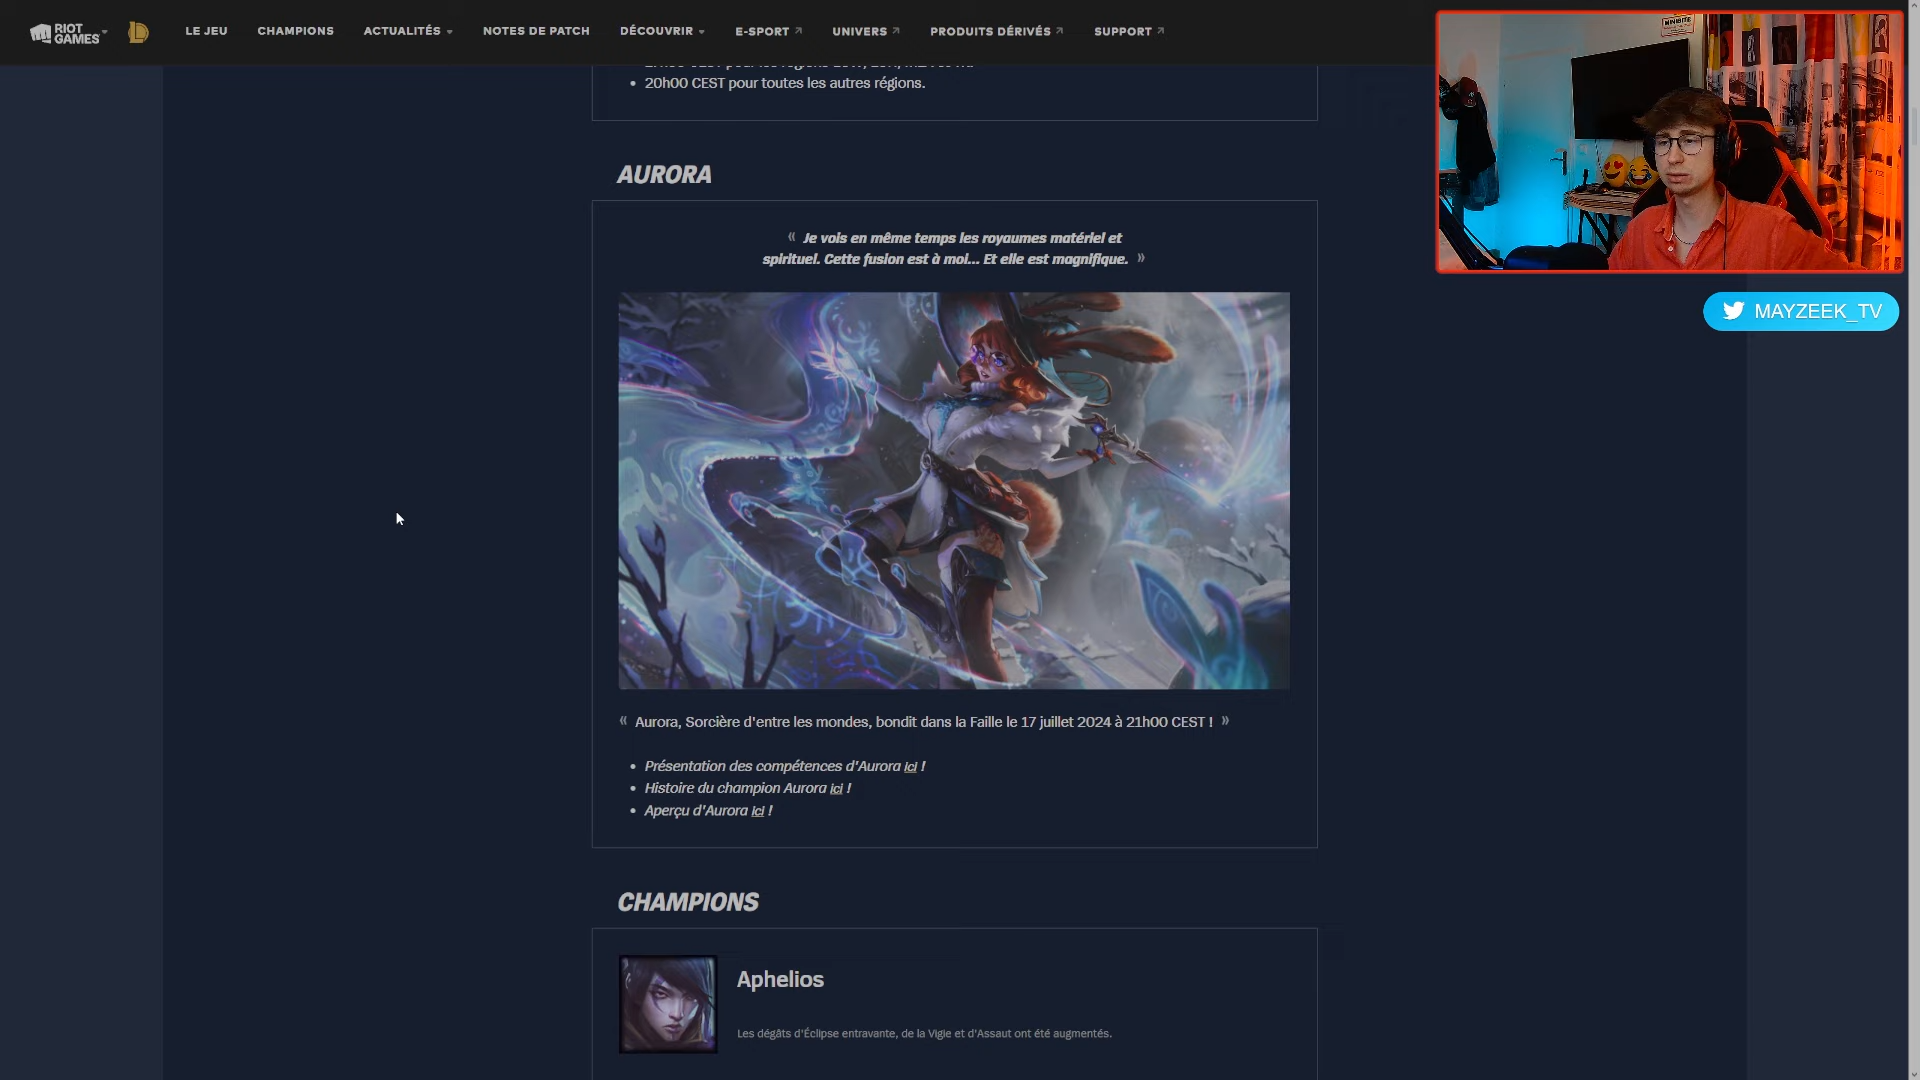 RIOT GAMES
LE JEU
CHAMPIONS
ACTUALITÉS
NOTES DE PATCH
DÉCOUVRIR
E-SPORT
UNIVERS
PRODUITS DÉRIVÉS
SUPPORT
• 20h00 CEST pour toutes les autres régions.
MAYZEEK_TV
AURORA
« Je vois en même temps les royaumes matériel et
spirituel. Cette fusion est à moi... Et elle est magnifique. »
« Aurora, Sorcière d'entre les mondes, bondit dans la Faille le 17 juillet 2024 à 21h00 CEST ! »
• Présentation des compétences d'Aurora ici !
• Histoire du champion Aurora ici !
• Aperçu d'Aurora ici !
CHAMPIONS
Aphelios
Les dégâts d'Éclipse entravante, de la Vigie et d'Assaut ont été augmentés.